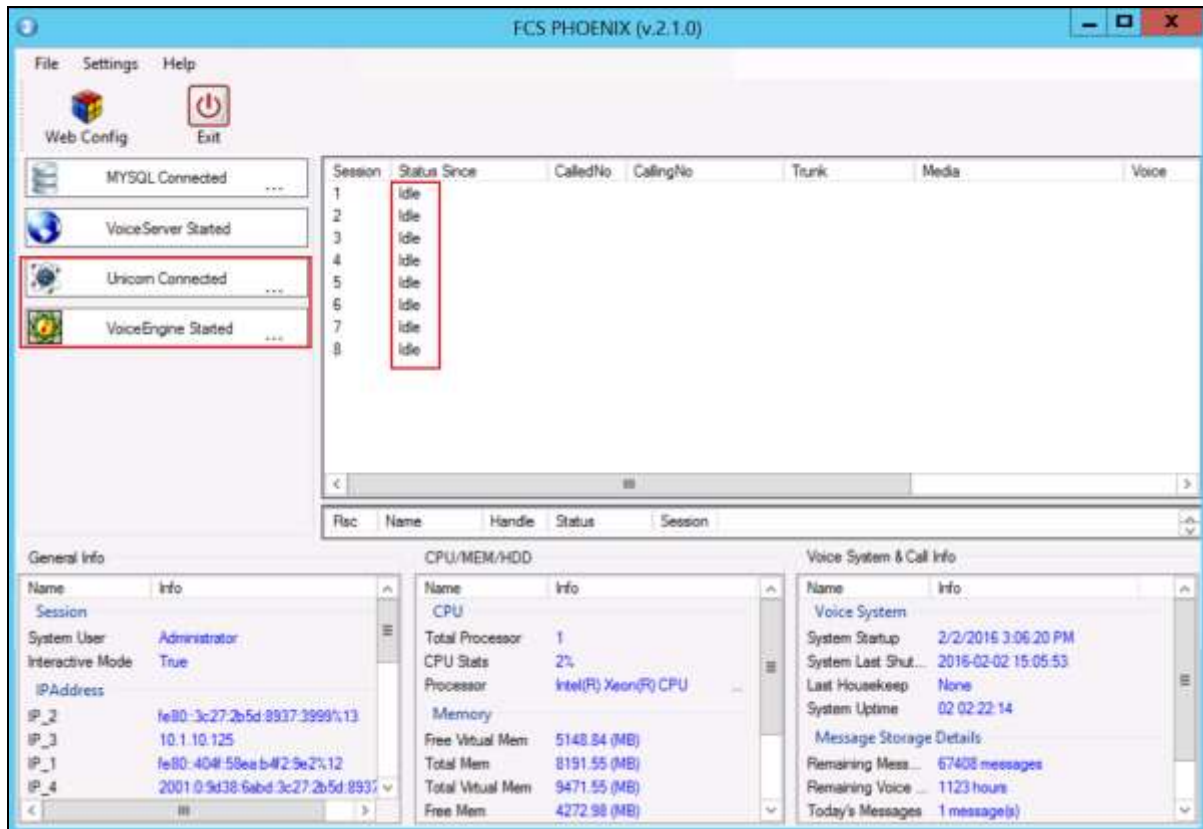 FCS PHOENIX (v.2.1.0)
File Settings Help
Web Config Exit
MYSQL Connected ...
VoiceServer Started
Unicorn Connected ...
VoiceEngine Started ...
Session Status Since CalledNo CallingNo Trunk Media Voice
1 Idle
2 Idle
3 Idle
4 Idle
5 Idle
6 Idle
7 Idle
8 Idle
Rsc Name Handle Status Session
General Info
Name Info
Session
System User Administrator
Interactive Mode True
IPAddress
IP_2 fe80::3c27:2b5d:8937:3999%13
IP_3 10.1.10.125
IP_1 fe80::404f:58ea:b4f2:9e2%12
IP_4 2001:0:9d38:6abd:3c27:2b5d:8937
CPU/MEM/HDD
Name Info
CPU
Total Processor 1
CPU Stats 2%
Processor Intel(R) Xeon(R) CPU ...
Memory
Free Virtual Mem 5148.84 (MB)
Total Mem 8191.55 (MB)
Total Virtual Mem 9471.55 (MB)
Free Mem 4272.98 (MB)
Voice System & Call Info
Name Info
Voice System
System Startup 2/2/2016 3:06:20 PM
System Last Shut... 2016-02-02 15:05:53
Last Housekeep None
System Uptime 02 02:22:14
Message Storage Details
Remaining Mess... 67408 messages
Remaining Voice ... 1123 hours
Today's Messages 1 message(s)